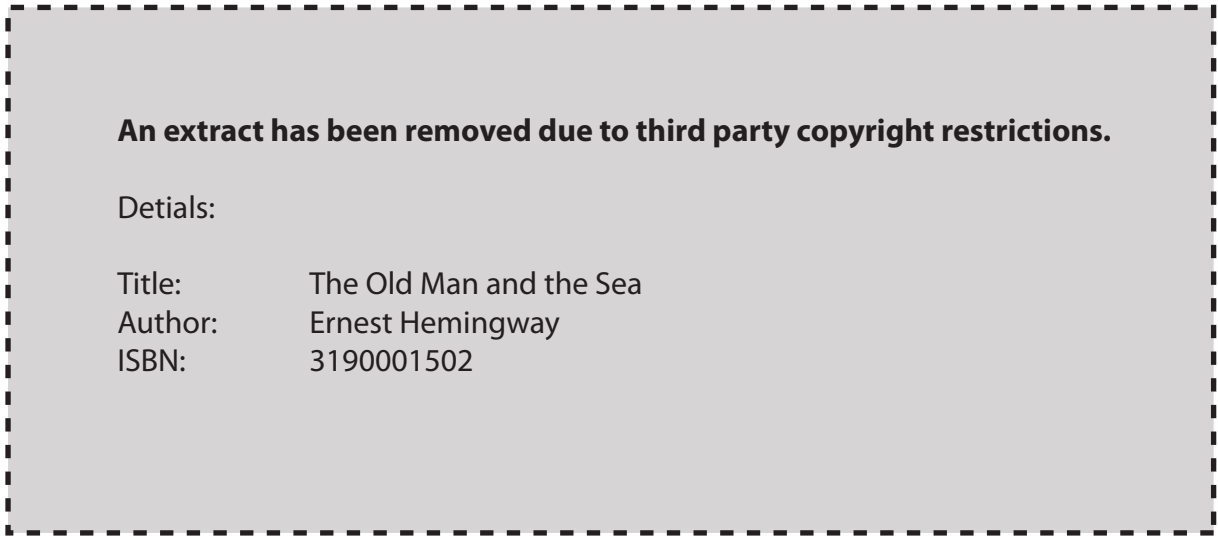 An extract has been removed due to third party copyright restrictions.
Detials:
Title: The Old Man and the Sea
Author: Ernest Hemingway
ISBN: 3190001502